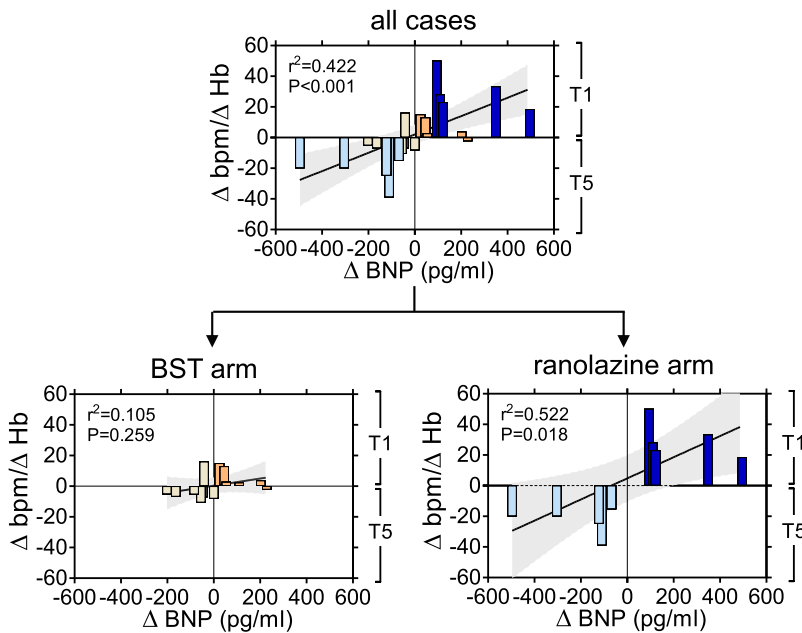 all cases
r²=0.422
P<0.001
Δ bpm/Δ Hb
60
40
20
0
-20
-40
-60
T1
T5
-600 -400 -200 0 200 400 600
Δ BNP (pg/ml)
BST arm
r²=0.105
P=0.259
Δ bpm/Δ Hb
60
40
20
0
-20
-40
-60
T1
T5
-600 -400 -200 0 200 400 600
Δ BNP (pg/ml)
ranolazine arm
r²=0.522
P=0.018
Δ bpm/Δ Hb
60
40
20
0
-20
-40
-60
T1
T5
-600 -400 -200 0 200 400 600
Δ BNP (pg/ml)